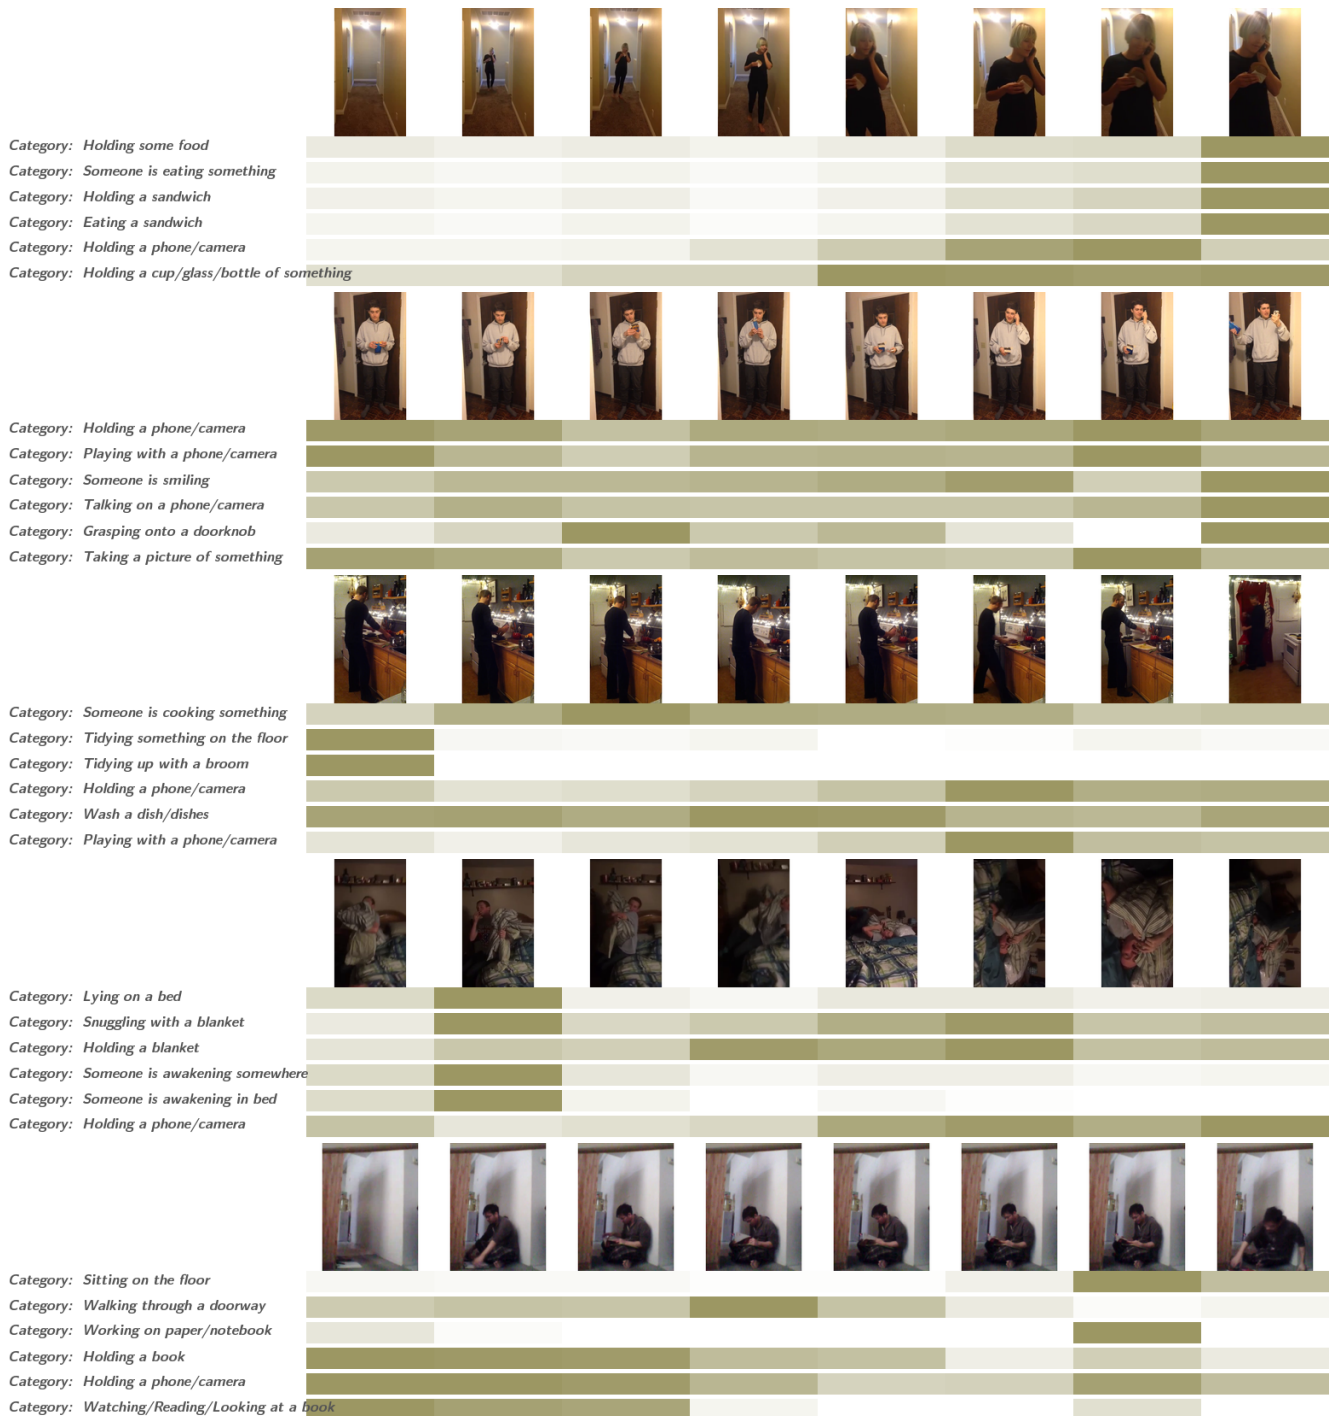 Category: Holding some food
Category: Someone is eating something
Category: Holding a sandwich
Category: Eating a sandwich
Category: Holding a phone/camera
Category: Holding a cup/glass/bottle of something
Category: Holding a phone/camera
Category: Playing with a phone/camera
Category: Someone is smiling
Category: Talking on a phone/camera
Category: Grasping onto a doorknob
Category: Taking a picture of something
Category: Someone is cooking something
Category: Tidying something on the floor
Category: Tidying up with a broom
Category: Holding a phone/camera
Category: Wash a dish/dishes
Category: Playing with a phone/camera
Category: Lying on a bed
Category: Snuggling with a blanket
Category: Holding a blanket
Category: Someone is awakening somewhere
Category: Someone is awakening in bed
Category: Holding a phone/camera
Category: Sitting on the floor
Category: Walking through a doorway
Category: Working on paper/notebook
Category: Holding a book
Category: Holding a phone/camera
Category: Watching/Reading/Looking at a book